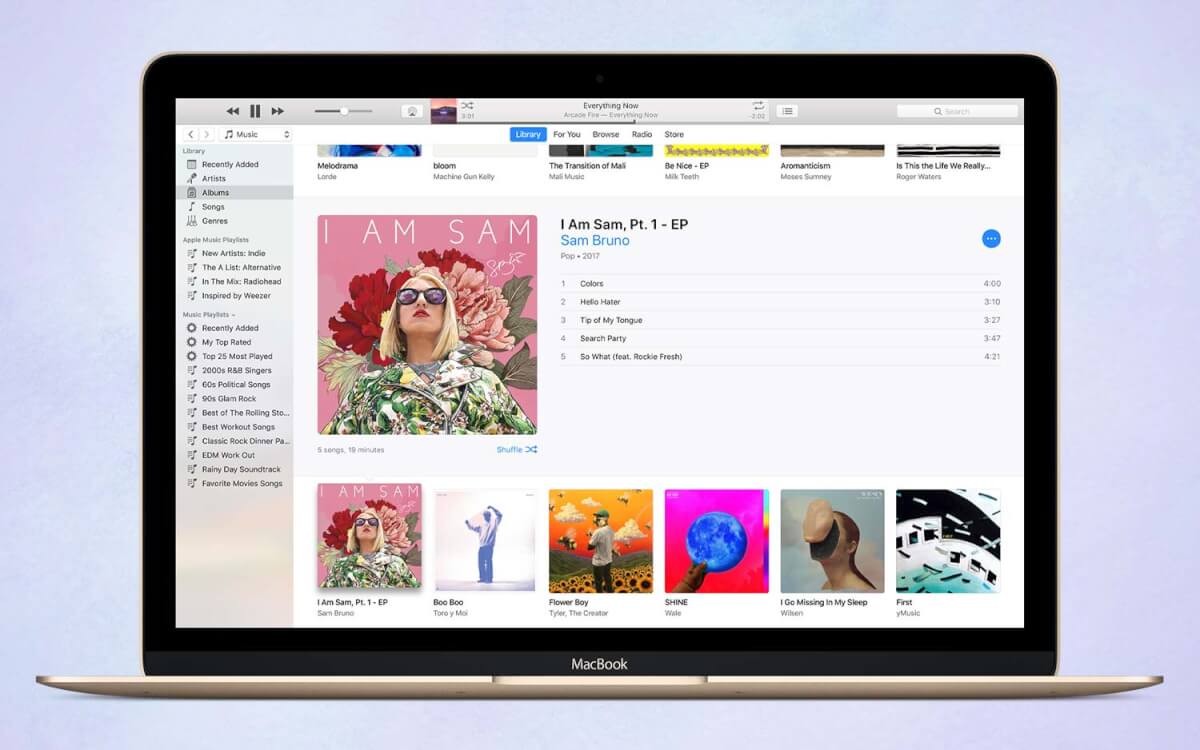 Everything Now
Arcade Fire — Everything Now
3:01
-2:02
Search
Music
Library
For You
Browse
Radio
Store
Library
Recently Added
Artists
Albums
Songs
Genres
Apple Music Playlists
New Artists: Indie
The A List: Alternative
In The Mix: Radiohead
Inspired by Weezer
Music Playlists
Recently Added
My Top Rated
Top 25 Most Played
2000s R&B Singers
60s Political Songs
90s Glam Rock
Best of The Rolling Sto...
Best Workout Songs
Classic Rock Dinner Pa...
EDM Work Out
Rainy Day Soundtrack
Favorite Movies Songs
Melodrama
Lorde
bloom
Machine Gun Kelly
The Transition of Mali
Mali Music
Be Nice - EP
Milk Teeth
Aromanticism
Moses Sumney
Is This the Life We Really...
Roger Waters
I AM SAM
I Am Sam, Pt. 1 - EP
Sam Bruno
Pop • 2017
1 Colors 4:00
2 Hello Hater 3:10
3 Tip of My Tongue 3:27
4 Search Party 3:47
5 So What (feat. Rockie Fresh) 4:21
5 songs, 19 minutes
Shuffle
I AM SAM
I Am Sam, Pt. 1 - EP
Sam Bruno
Boo Boo
Toro y Moi
Flower Boy
Tyler, The Creator
SHINE
Wale
I Go Missing In My Sleep
Wilsen
First
yMusic
MacBook